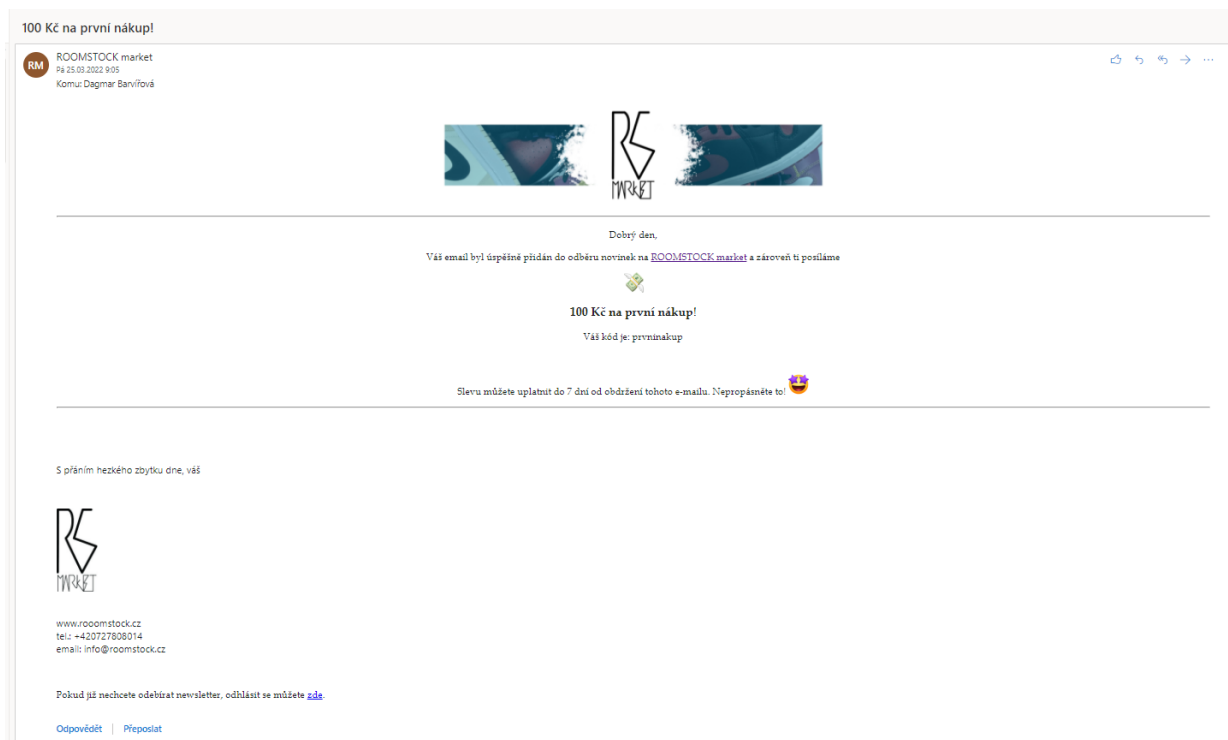 100 Kč na první nákup!
RM
ROOMSTOCK market
Pá 25.03.2022 9:05
Komu: Dagmar Barvířová
RS
MARKET
Dobrý den,
Váš email byl úspěšně přidán do odběru novinek na ROOMSTOCK market a zároveň ti posíláme
100 Kč na první nákup!
Váš kód je: prvninakup
Slevu můžete uplatnit do 7 dní od obdržení tohoto e-mailu. Nepropásněte to!
S přáním hezkého zbytku dne, váš
RS
MARKET
www.rooomstock.cz
tel.: +420727808014
email: info@roomstock.cz
Pokud již nechcete odebírat newsletter, odhlásit se můžete zde.
Odpovědět | Přeposlat